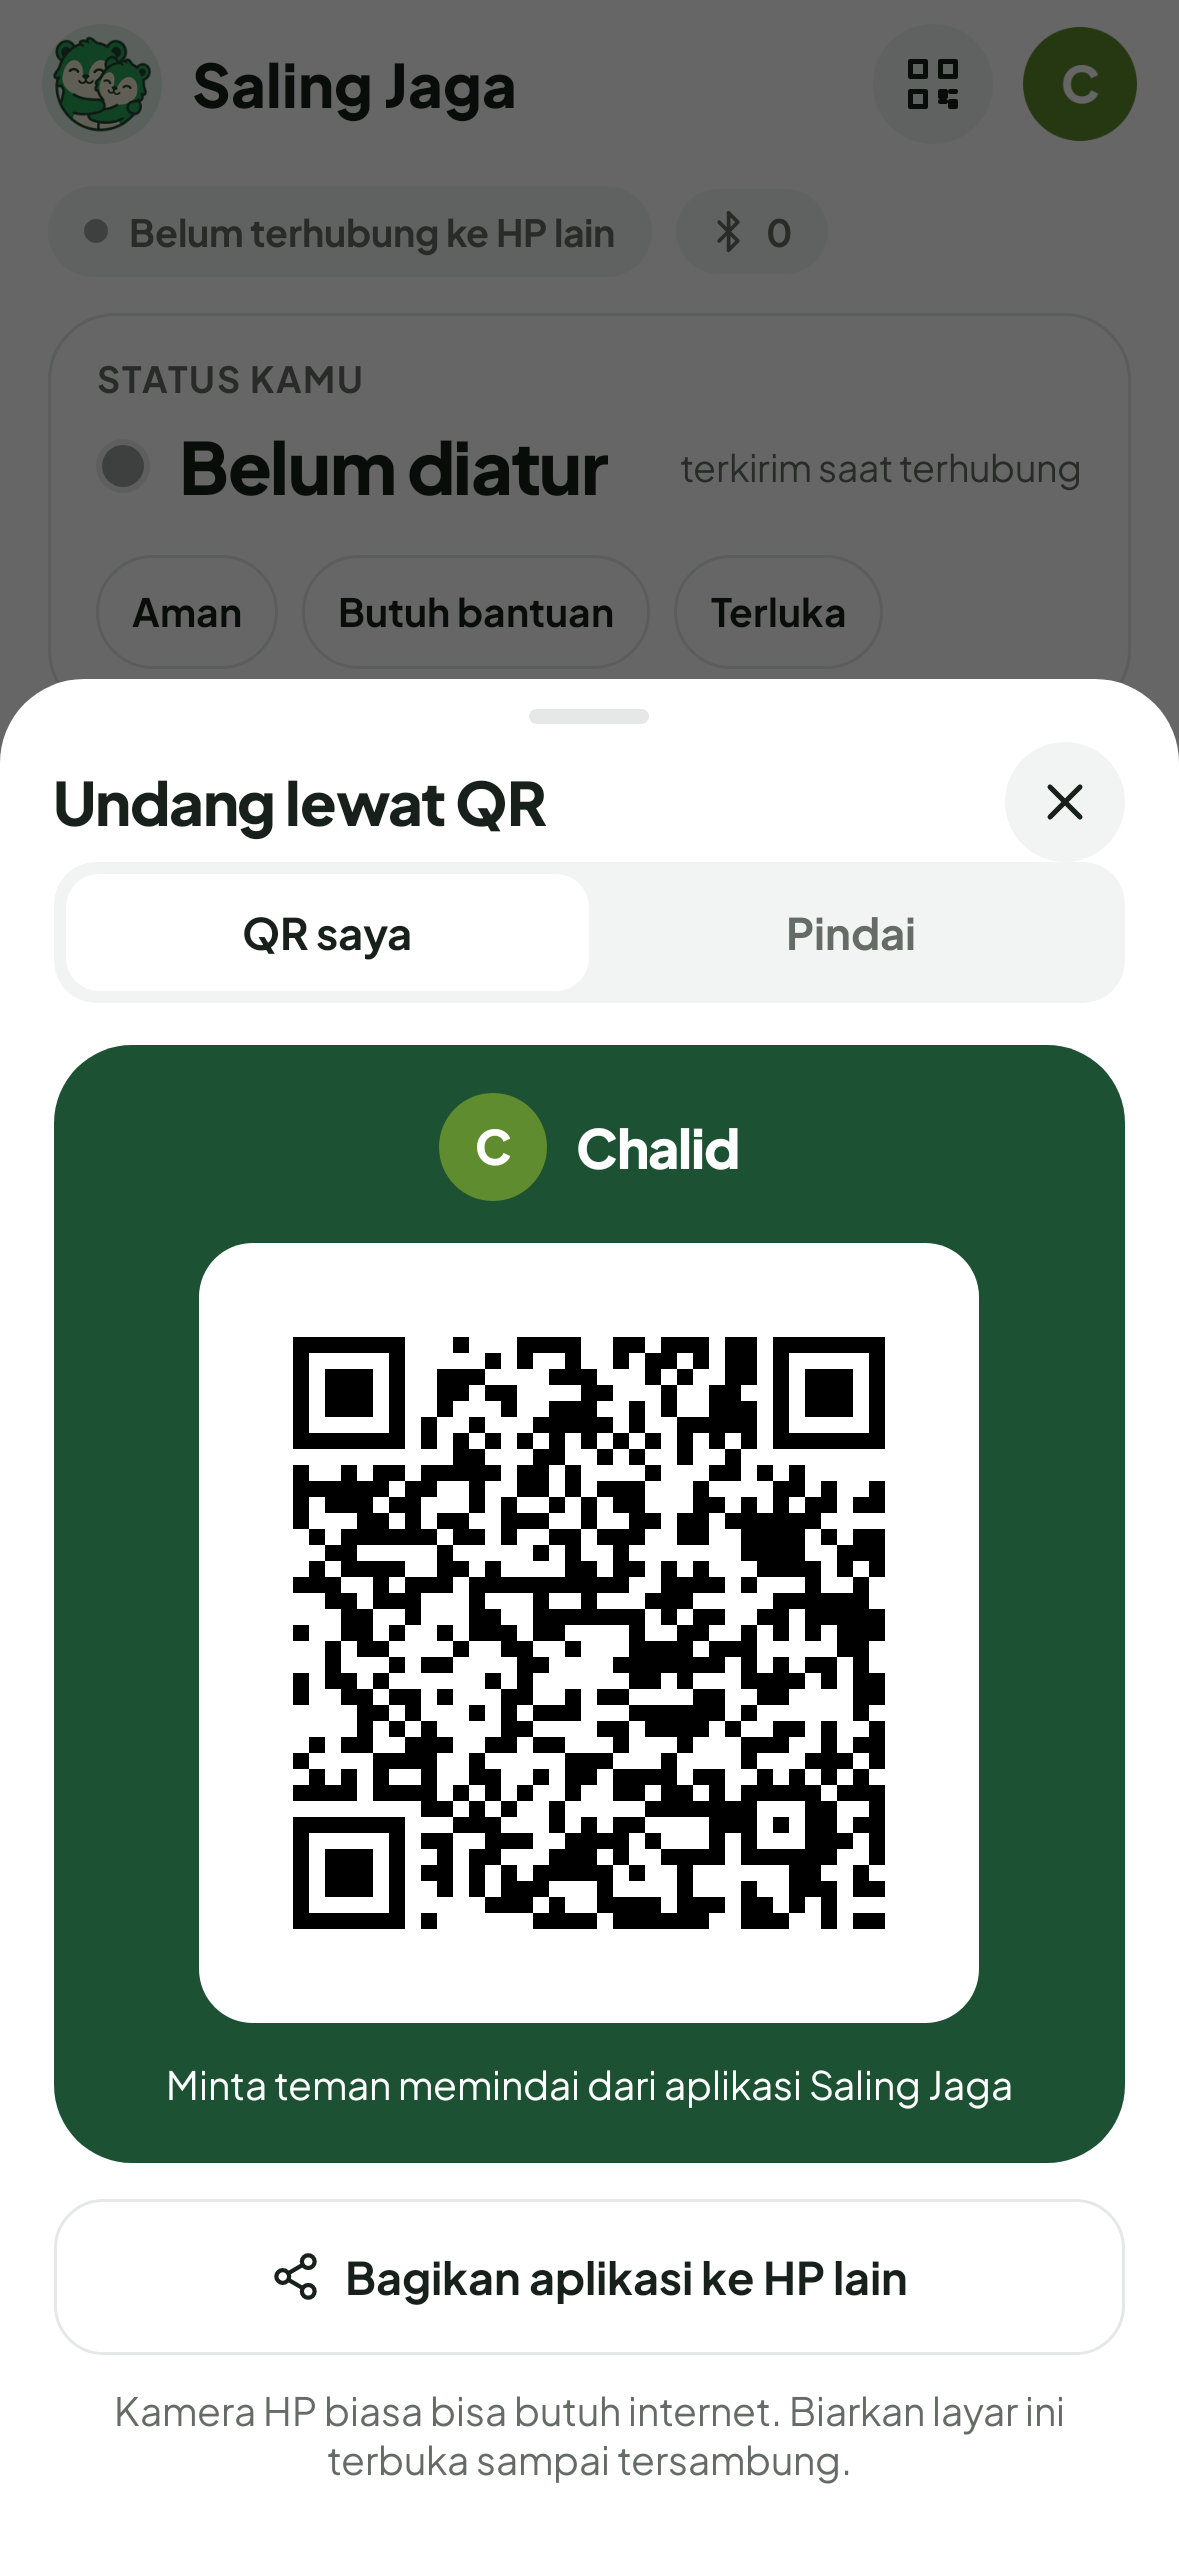 Saling Jaga
C
Belum terhubung ke HP lain
0
STATUS KAMU
Belum diatur
terkirim saat terhubung
Aman
Butuh bantuan
Terluka
Undang lewat QR
QR saya
Pindai
C
Chalid
Minta teman memindai dari aplikasi Saling Jaga
Bagikan aplikasi ke HP lain
Kamera HP biasa bisa butuh internet. Biarkan layar ini
terbuka sampai tersambung.